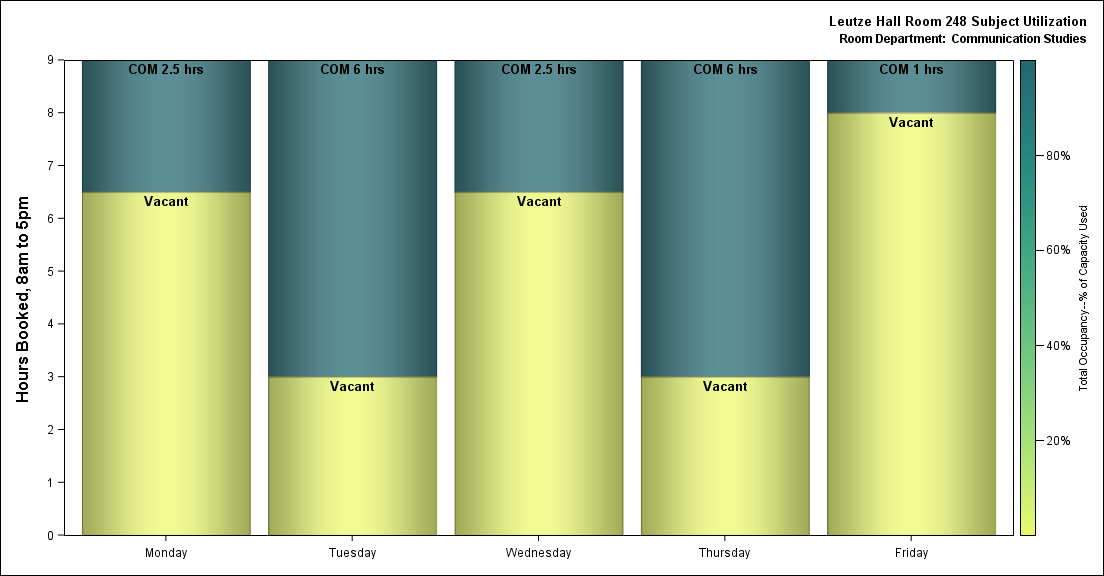 Leutze Hall Room 248 Subject Utilization
Room Department: Communication Studies
Hours Booked, 8am to 5pm
9
8
7
6
5
4
3
2
1
0
COM 2.5 hrs
Vacant
COM 6 hrs
Vacant
COM 2.5 hrs
Vacant
COM 6 hrs
Vacant
COM 1 hrs
Vacant
Monday
Tuesday
Wednesday
Thursday
Friday
80%
60%
40%
20%
Total Occupancy--% of Capacity Used